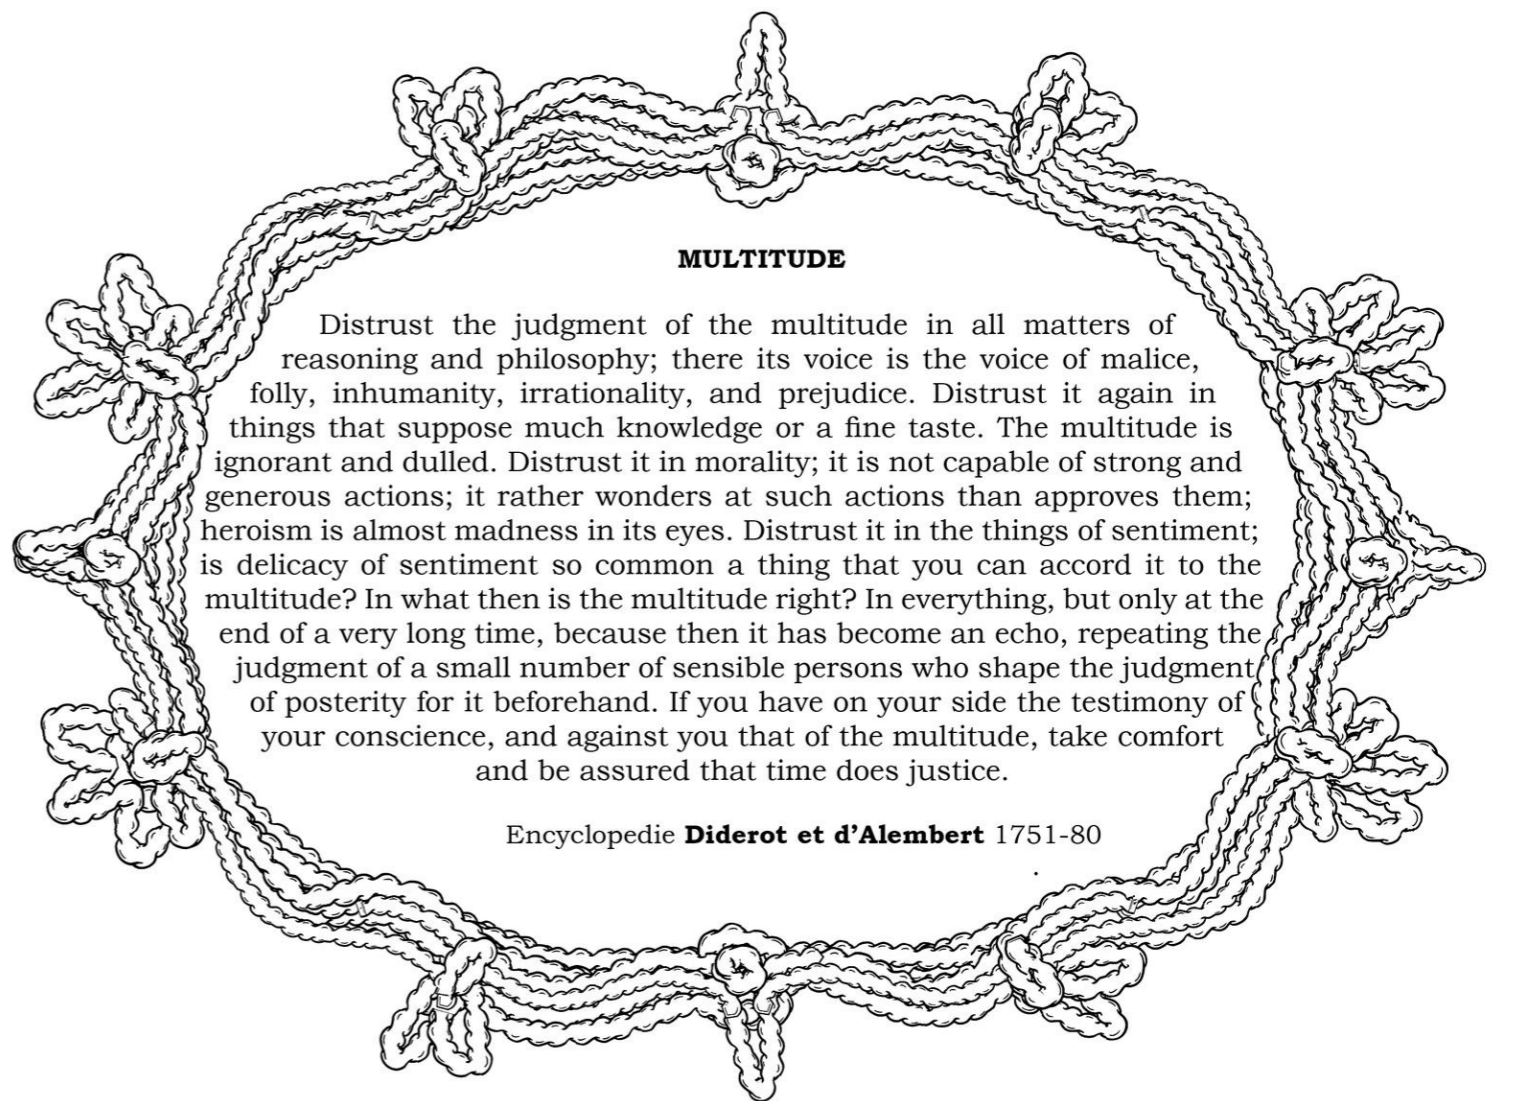 MULTITUDE
Distrust the judgment of the multitude in all matters of
reasoning and philosophy; there its voice is the voice of malice,
folly, inhumanity, irrationality, and prejudice. Distrust it again in
things that suppose much knowledge or a fine taste. The multitude is
ignorant and dulled. Distrust it in morality; it is not capable of strong and
generous actions; it rather wonders at such actions than approves them;
heroism is almost madness in its eyes. Distrust it in the things of sentiment;
is delicacy of sentiment so common a thing that you can accord it to the
multitude? In what then is the multitude right? In everything, but only at the
end of a very long time, because then it has become an echo, repeating the
judgment of a small number of sensible persons who shape the judgment
of posterity for it beforehand. If you have on your side the testimony of
your conscience, and against you that of the multitude, take comfort
and be assured that time does justice.
Encyclopedie Diderot et d’Alembert 1751-80
.